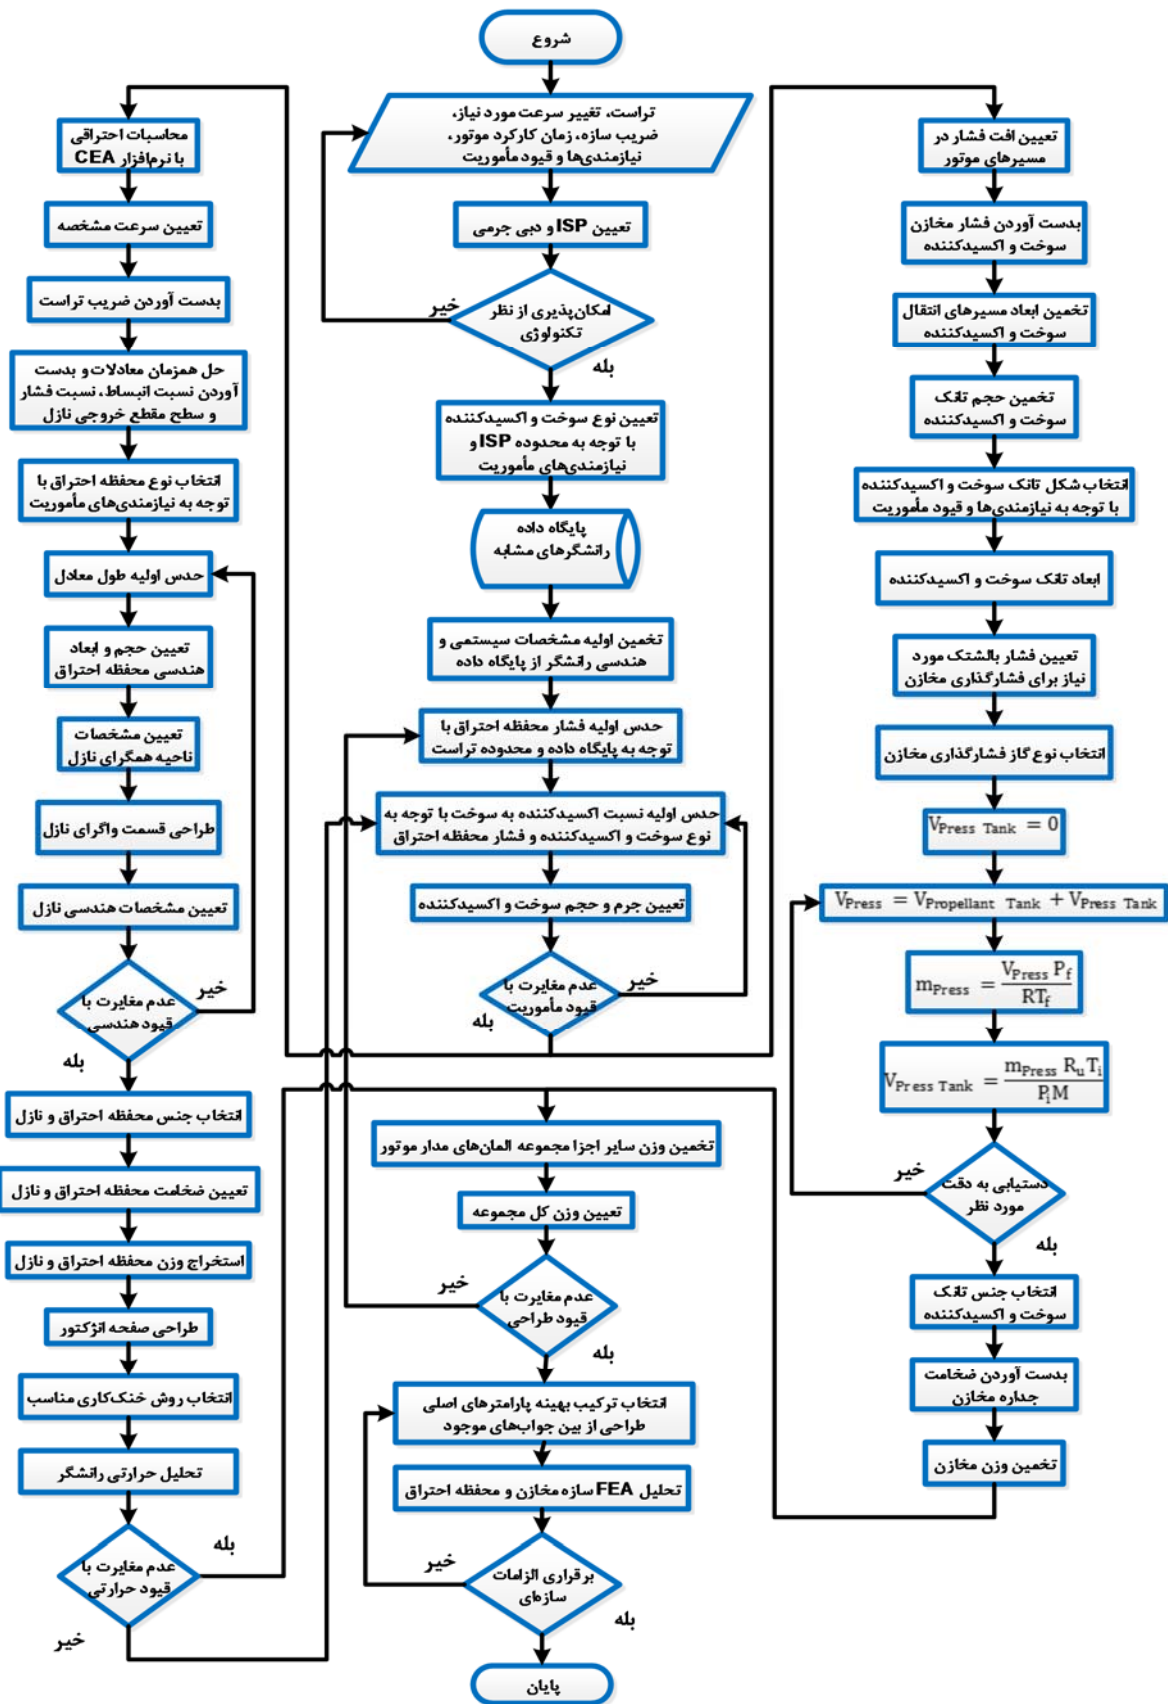 شروع
تراست، تغییر سرعت مورد نیاز،
ضریب سازه، زمان کارکرد موتور،
نیازمندی‌ها و قیود مأموریت
تعیین ISP و دبی جرمی
امکان‌پذیری از نظر
تکنولوژی
خیر
بله
تعیین نوع سوخت و اکسیدکننده
با توجه به محدوده ISP و
نیازمندی‌های مأموریت
پایگاه داده
رانشگرهای مشابه
تخمین اولیه مشخصات سیستمی و
هندسی رانشگر از پایگاه داده
حدس اولیه فشار محفظه احتراق با
توجه به پایگاه داده و محدوده تراست
حدس اولیه نسبت اکسیدکننده به سوخت با توجه به
نوع سوخت و اکسیدکننده و فشار محفظه احتراق
تعیین جرم و حجم سوخت و اکسیدکننده
عدم مغایرت با
قیود مأموریت
خیر
بله
محاسبات احتراقی
با نرم‌افزار CEA
تعیین سرعت مشخصه
بدست آوردن ضریب تراست
حل همزمان معادلات و بدست
آوردن نسبت انبساط، نسبت فشار
و سطح مقطع خروجی نازل
انتخاب نوع محفظه احتراق با
توجه به نیازمندی‌های مأموریت
حدس اولیه طول معادل
تعیین حجم و ابعاد
هندسی محفظه احتراق
تعیین مشخصات
ناحیه همگرای نازل
طراحی قسمت واگرای نازل
تعیین مشخصات هندسی نازل
عدم مغایرت با
قیود هندسی
خیر
بله
انتخاب جنس محفظه احتراق و نازل
تعیین ضخامت محفظه احتراق و نازل
استخراج وزن محفظه احتراق و نازل
طراحی صفحه انژکتور
انتخاب روش خنک‌کاری مناسب
تحلیل حرارتی رانشگر
عدم مغایرت با
قیود حرارتی
بله
خیر
تعیین افت فشار در
مسیرهای موتور
بدست آوردن فشار مخازن
سوخت و اکسیدکننده
تخمین ابعاد مسیرهای انتقال
سوخت و اکسیدکننده
تخمین حجم تانک
سوخت و اکسیدکننده
انتخاب شکل تانک سوخت و اکسیدکننده
با توجه به نیازمندی‌ها و قیود مأموریت
ابعاد تانک سوخت و اکسیدکننده
تعیین فشار بالشتک مورد
نیاز برای فشارگذاری مخازن
انتخاب نوع گاز فشارگذاری مخازن
V_Press Tank = 0
V_Press = V_Propellant Tank + V_Press Tank
m_Press = V_Press P_f / RT_f
V_Press Tank = m_Press R_u T_i / P_i M
دستیابی به دقت
مورد نظر
خیر
بله
انتخاب جنس تانک
سوخت و اکسیدکننده
بدست آوردن ضخامت
جداره مخازن
تخمین وزن مخازن
تخمین وزن سایر اجزا مجموعه المان‌های مدار موتور
تعیین وزن کل مجموعه
عدم مغایرت با
قیود طراحی
خیر
بله
انتخاب ترکیب بهینه پارامترهای اصلی
طراحی از بین جواب‌های موجود
تحلیل FEA سازه مخازن و محفظه احتراق
برقراری الزامات
سازه‌ای
خیر
بله
پایان